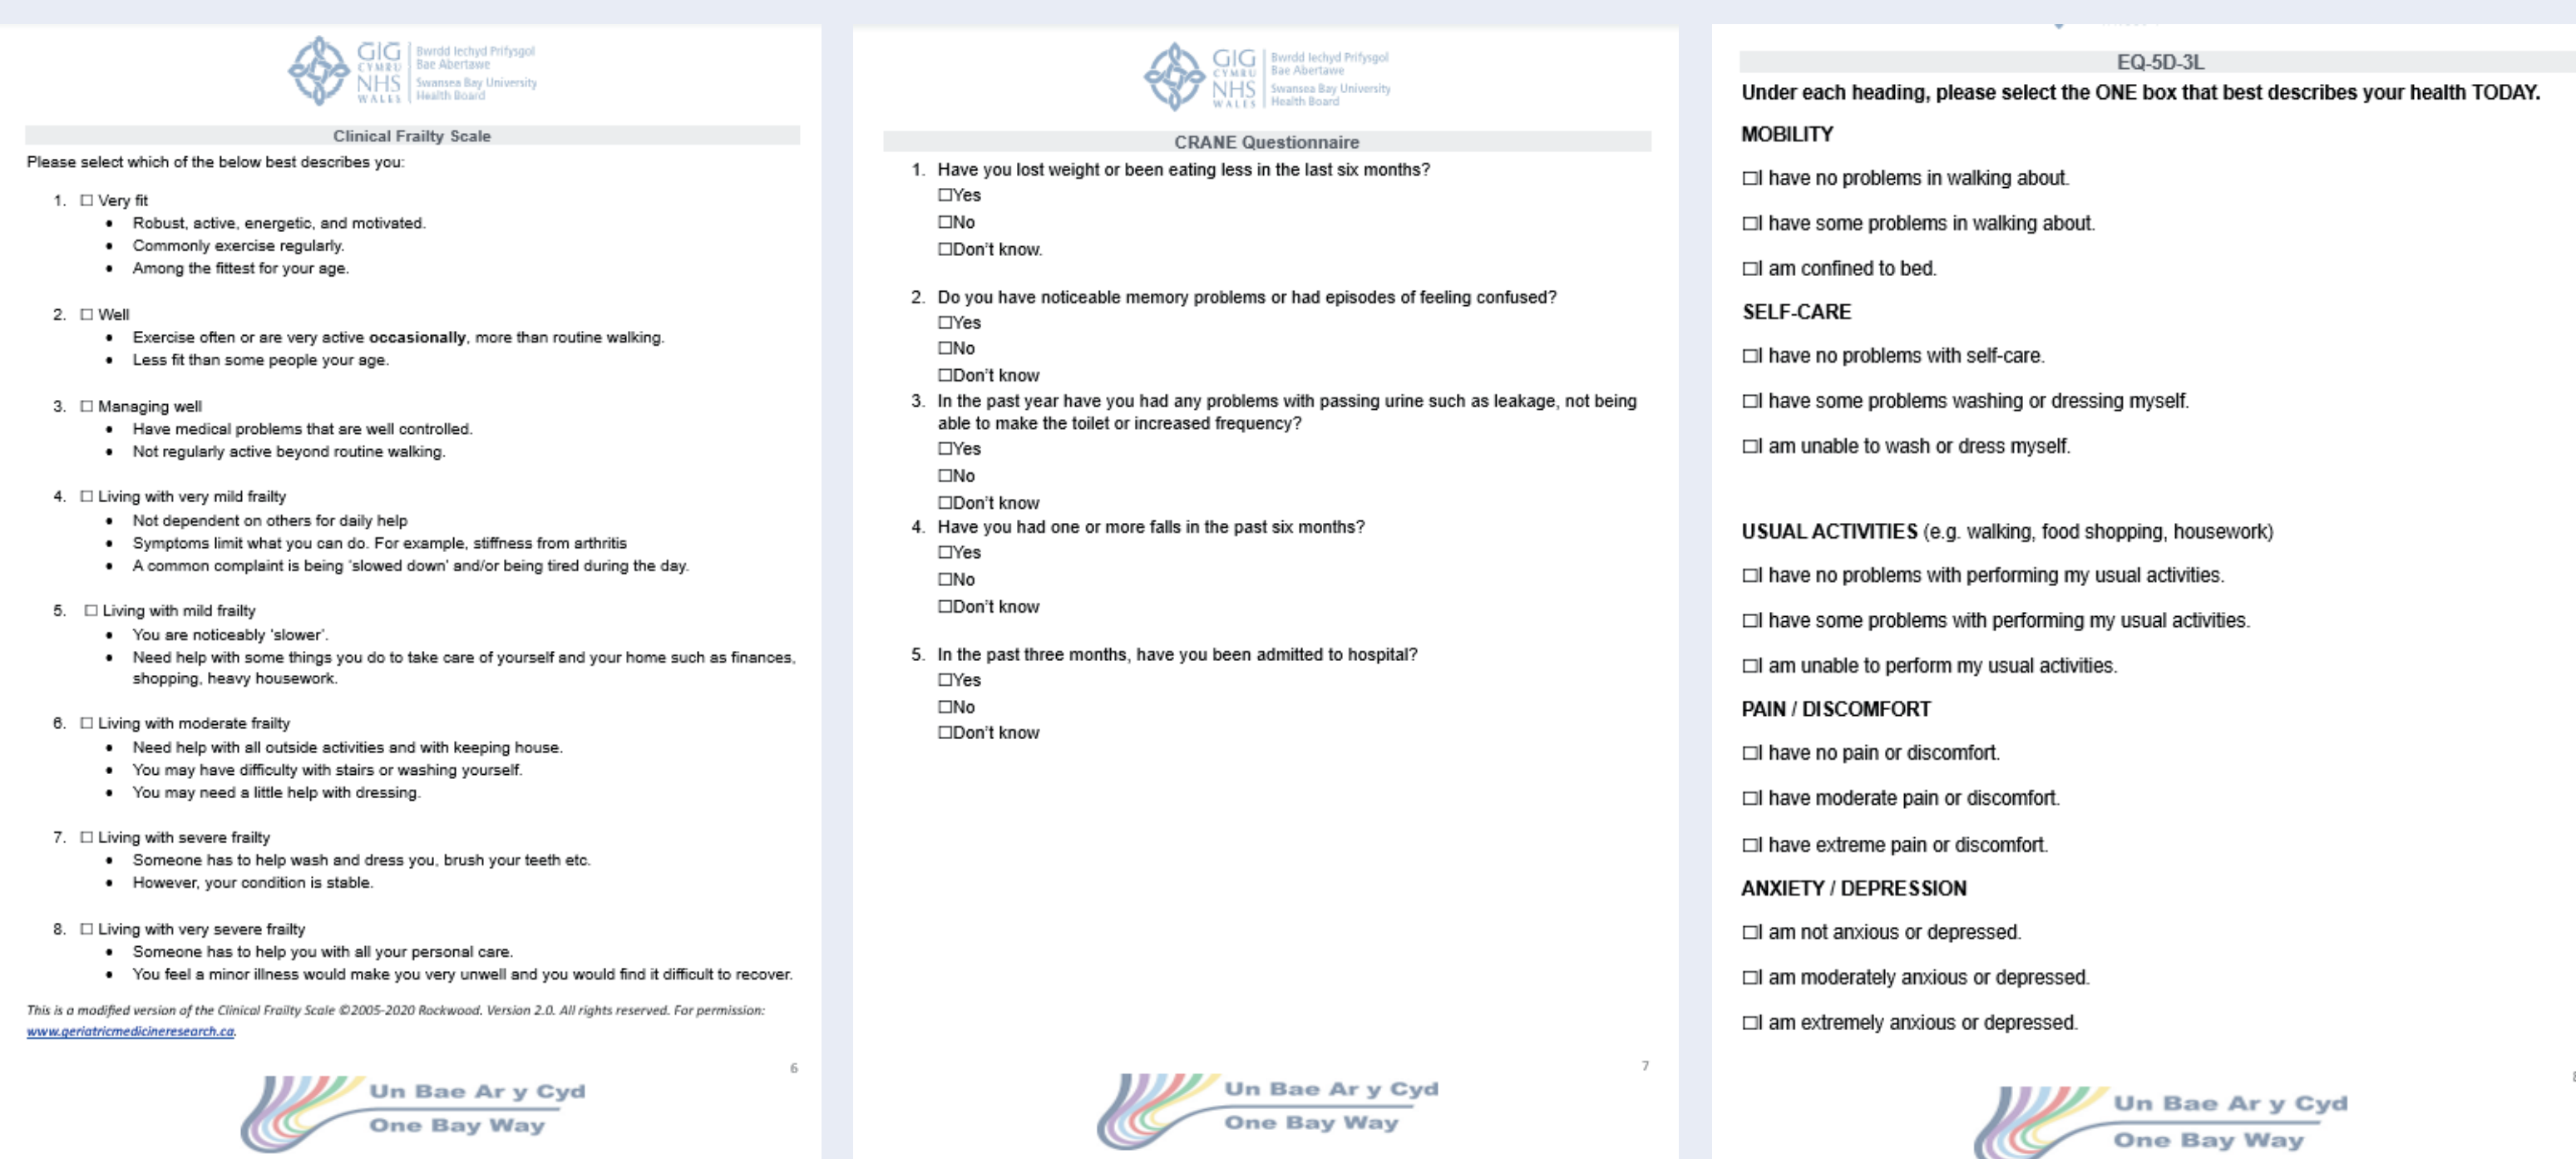 GIG
CYMRU
NHS
WALES
Bwrdd Iechyd Prifysgol
Bae Abertawe
Swansea Bay University
Health Board
Clinical Frailty Scale
Please select which of the below best describes you:
1. ☐ Very fit
• Robust, active, energetic, and motivated.
• Commonly exercise regularly.
• Among the fittest for your age.
2. ☐ Well
• Exercise often or are very active occasionally, more than routine walking.
• Less fit than some people your age.
3. ☐ Managing well
• Have medical problems that are well controlled.
• Not regularly active beyond routine walking.
4. ☐ Living with very mild frailty
• Not dependent on others for daily help
• Symptoms limit what you can do. For example, stiffness from arthritis
• A common complaint is being 'slowed down' and/or being tired during the day.
5. ☐ Living with mild frailty
• You are noticeably 'slower'.
• Need help with some things you do to take care of yourself and your home such as finances,
shopping, heavy housework.
6. ☐ Living with moderate frailty
• Need help with all outside activities and with keeping house.
• You may have difficulty with stairs or washing yourself.
• You may need a little help with dressing.
7. ☐ Living with severe frailty
• Someone has to help wash and dress you, brush your teeth etc.
• However, your condition is stable.
8. ☐ Living with very severe frailty
• Someone has to help you with all your personal care.
• You feel a minor illness would make you very unwell and you would find it difficult to recover.
This is a modified version of the Clinical Frailty Scale ©2005-2020 Rockwood. Version 2.0. All rights reserved. For permission:
www.geriatricmedicineresearch.ca.
6
Un Bae Ar y Cyd
One Bay Way
GIG
CYMRU
NHS
WALES
Bwrdd Iechyd Prifysgol
Bae Abertawe
Swansea Bay University
Health Board
CRANE Questionnaire
1. Have you lost weight or been eating less in the last six months?
☐Yes
☐No
☐Don't know.
2. Do you have noticeable memory problems or had episodes of feeling confused?
☐Yes
☐No
☐Don't know
3. In the past year have you had any problems with passing urine such as leakage, not being
able to make the toilet or increased frequency?
☐Yes
☐No
☐Don't know
4. Have you had one or more falls in the past six months?
☐Yes
☐No
☐Don't know
5. In the past three months, have you been admitted to hospital?
☐Yes
☐No
☐Don't know
7
Un Bae Ar y Cyd
One Bay Way
EQ-5D-3L
Under each heading, please select the ONE box that best describes your health TODAY.
MOBILITY
☐I have no problems in walking about.
☐I have some problems in walking about.
☐I am confined to bed.
SELF-CARE
☐I have no problems with self-care.
☐I have some problems washing or dressing myself.
☐I am unable to wash or dress myself.
USUAL ACTIVITIES (e.g. walking, food shopping, housework)
☐I have no problems with performing my usual activities.
☐I have some problems with performing my usual activities.
☐I am unable to perform my usual activities.
PAIN / DISCOMFORT
☐I have no pain or discomfort.
☐I have moderate pain or discomfort.
☐I have extreme pain or discomfort.
ANXIETY / DEPRESSION
☐I am not anxious or depressed.
☐I am moderately anxious or depressed.
☐I am extremely anxious or depressed.
Un Bae Ar y Cyd
One Bay Way